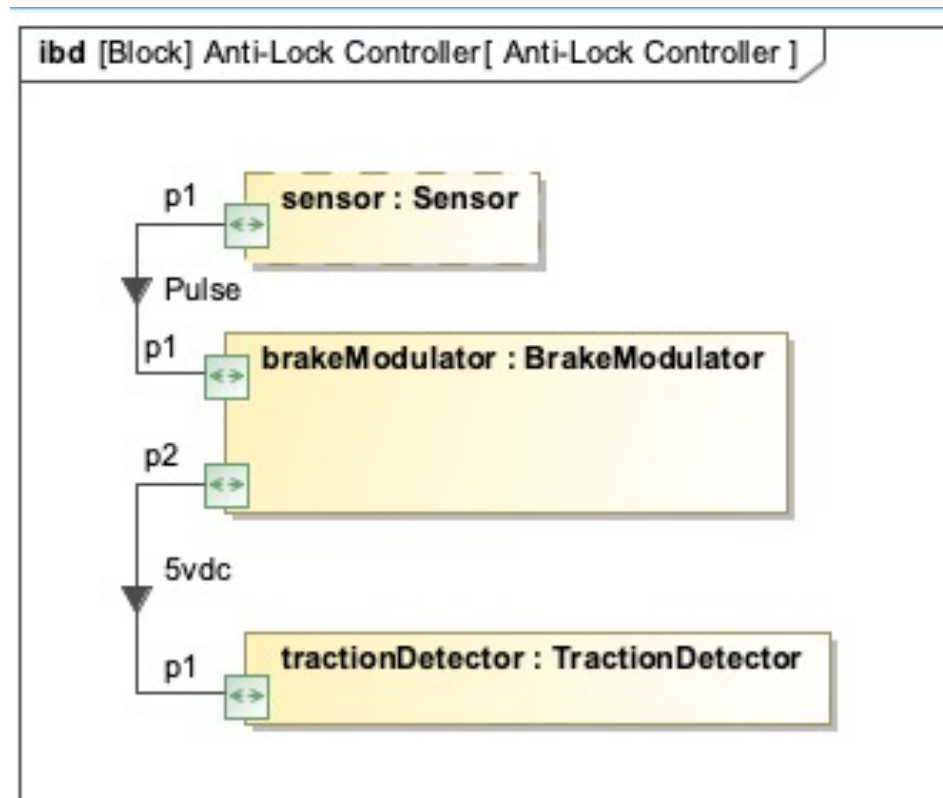 ibd [Block] Anti-Lock Controller[ Anti-Lock Controller ]
p1
sensor : Sensor
Pulse
p1
brakeModulator : BrakeModulator
p2
5vdc
p1
tractionDetector : TractionDetector